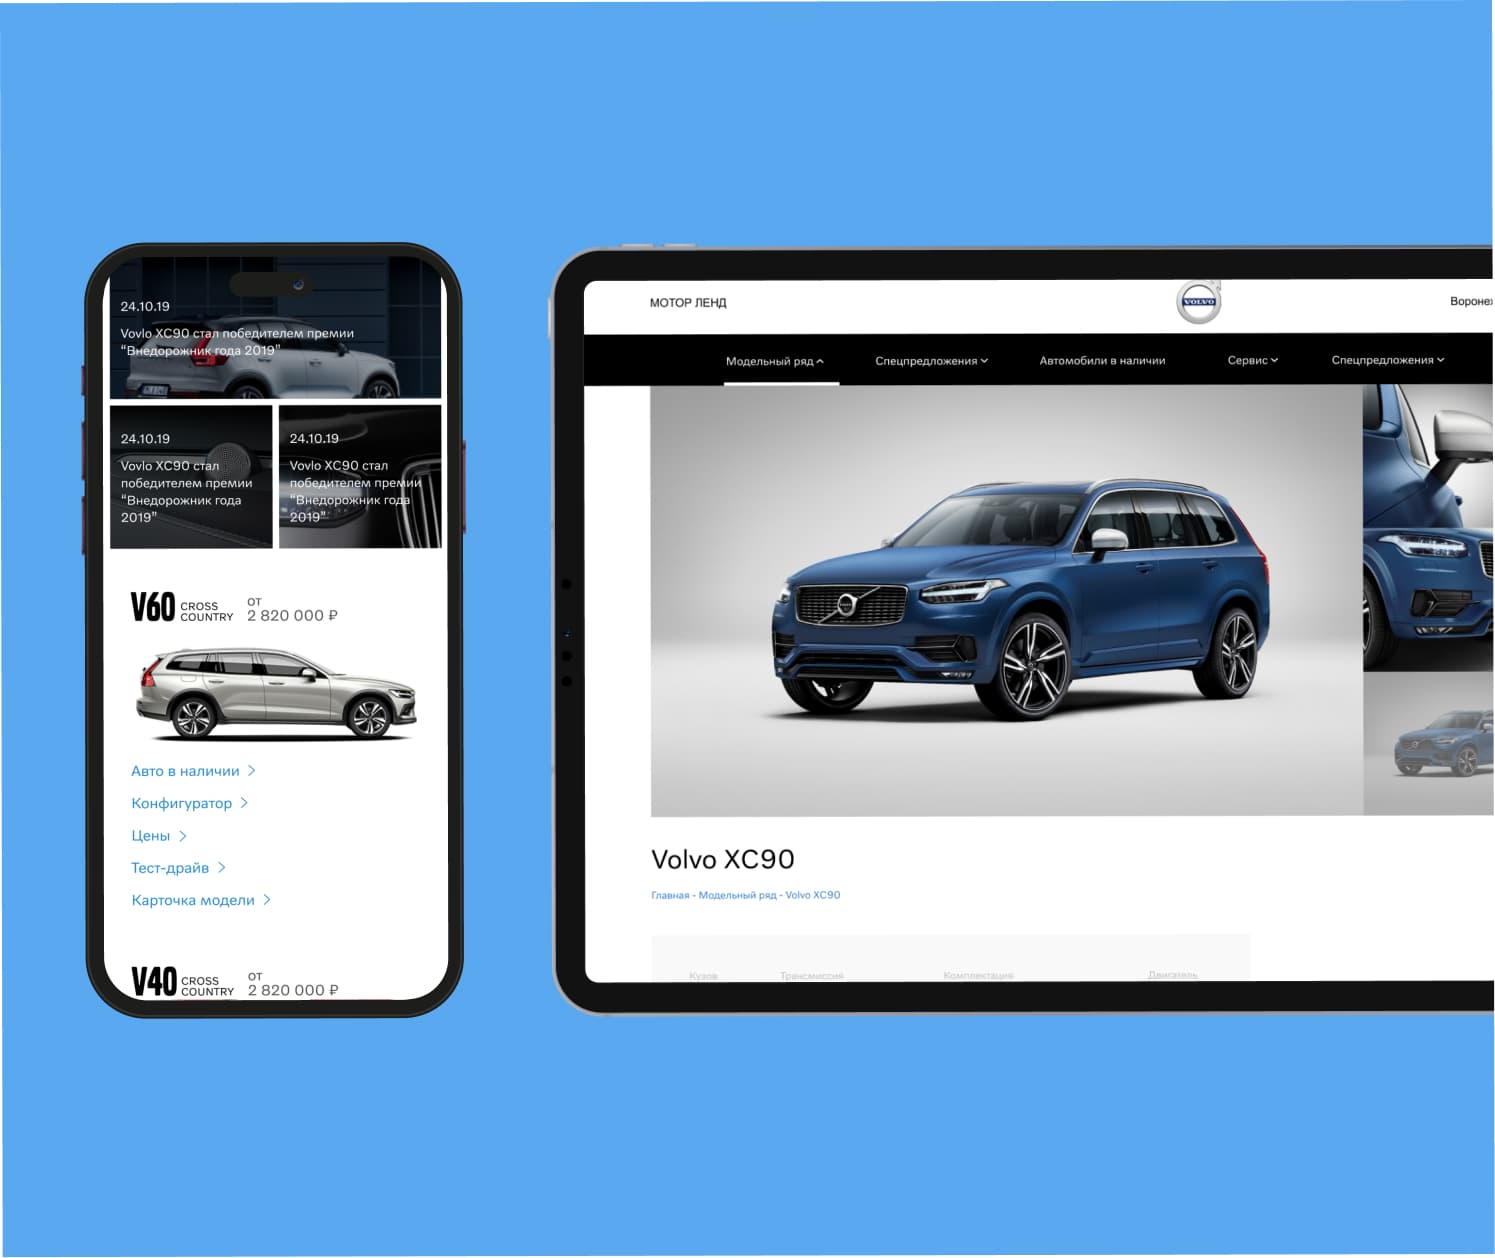 24.10.19
Vovlo XC90 стал победителем премии
“Внедорожник года 2019”
24.10.19
Vovlo XC90 стал
победителем премии
“Внедорожник года
2019”
24.10.19
Vovlo XC90 стал
победителем премии
“Внедорожник года
2019”
V60 CROSS COUNTRY от 2 820 000 ₽
Авто в наличии
Конфигуратор
Цены
Тест-драйв
Карточка модели
V40 CROSS COUNTRY от 2 820 000 ₽
МОТОР ЛЕНД VOLVO Вороне
Модельный ряд Спецпредложения Автомобили в наличии Сервис Спецпредложения
Volvo XC90
Главная - Модельный ряд - Volvo XC90
Кузов Трансмиссия Комплектация Двигатель